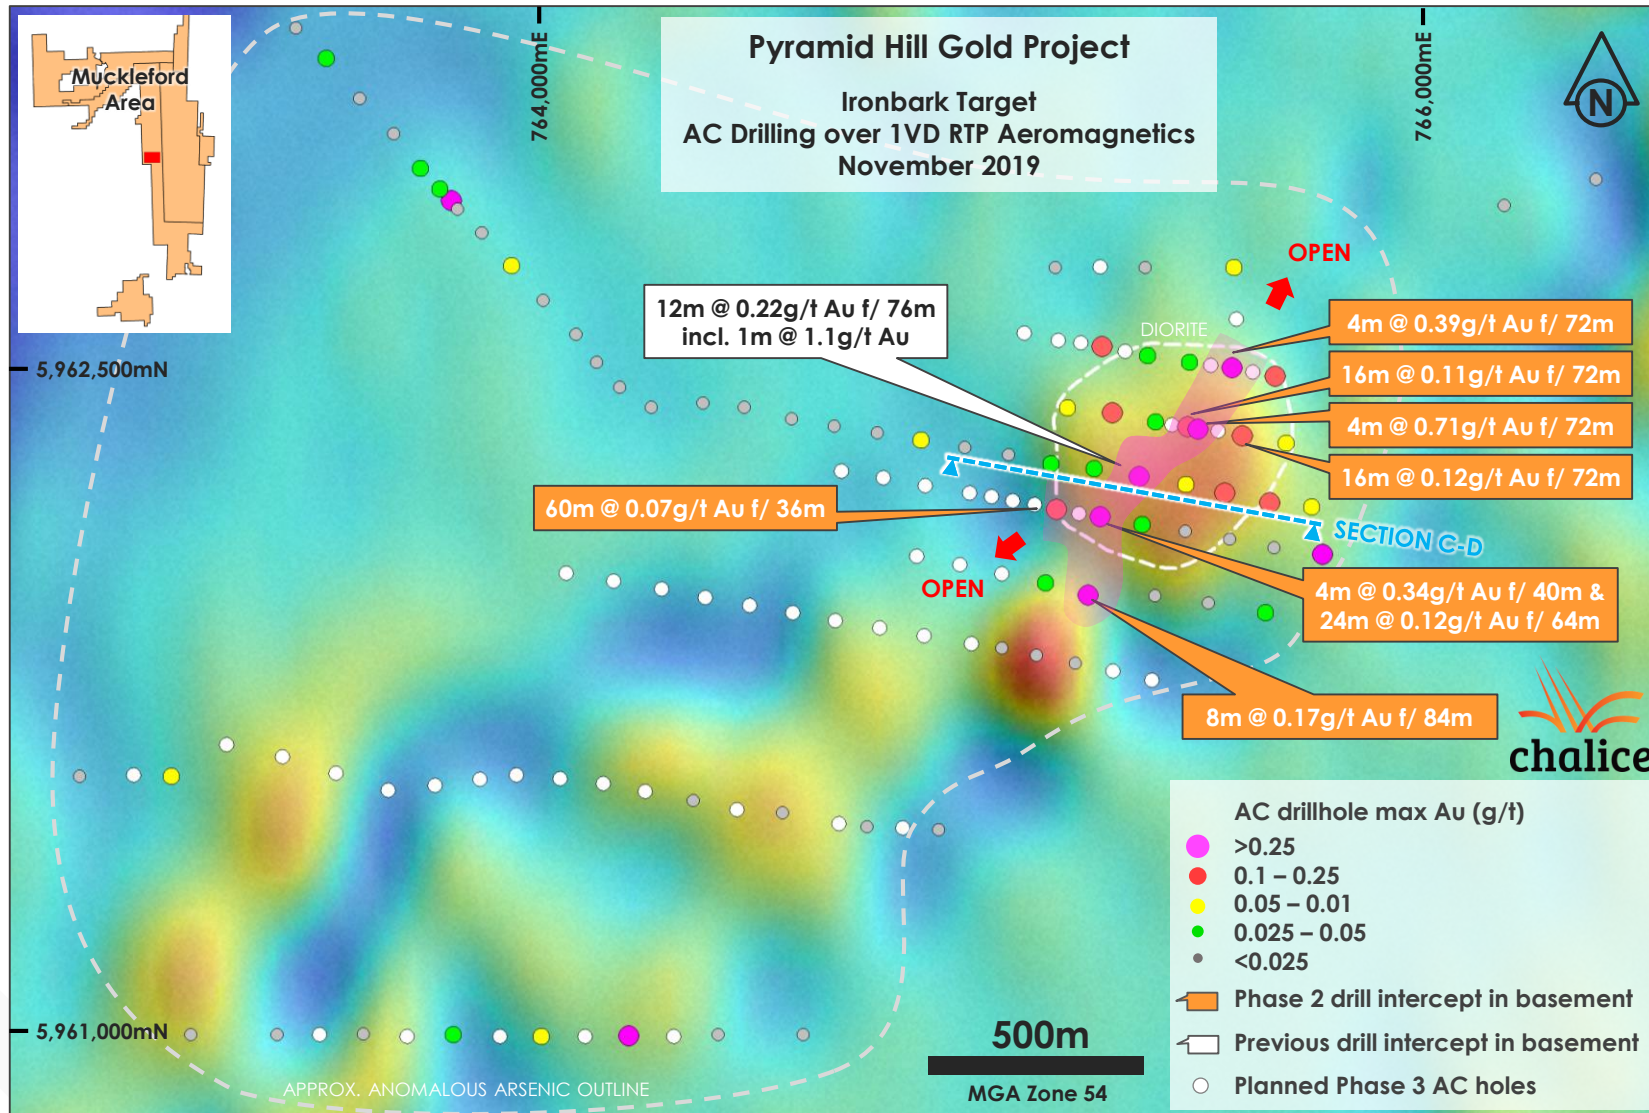 Muckleford
Area
764,000mE
Pyramid Hill Gold Project
Ironbark Target
AC Drilling over 1VD RTP Aeromagnetics
November 2019
766,000mE
N
OPEN
12m @ 0.22g/t Au f/ 76m
incl. 1m @ 1.1g/t Au
DIORITE
4m @ 0.39g/t Au f/ 72m
5,962,500mN
16m @ 0.11g/t Au f/ 72m
4m @ 0.71g/t Au f/ 72m
16m @ 0.12g/t Au f/ 72m
60m @ 0.07g/t Au f/ 36m
SECTION C-D
OPEN
4m @ 0.34g/t Au f/ 40m &
24m @ 0.12g/t Au f/ 64m
8m @ 0.17g/t Au f/ 84m
chalice
AC drillhole max Au (g/t)
>0.25
0.1 – 0.25
0.05 – 0.01
0.025 – 0.05
<0.025
Phase 2 drill intercept in basement
Previous drill intercept in basement
Planned Phase 3 AC holes
5,961,000mN
500m
MGA Zone 54
APPROX. ANOMALOUS ARSENIC OUTLINE